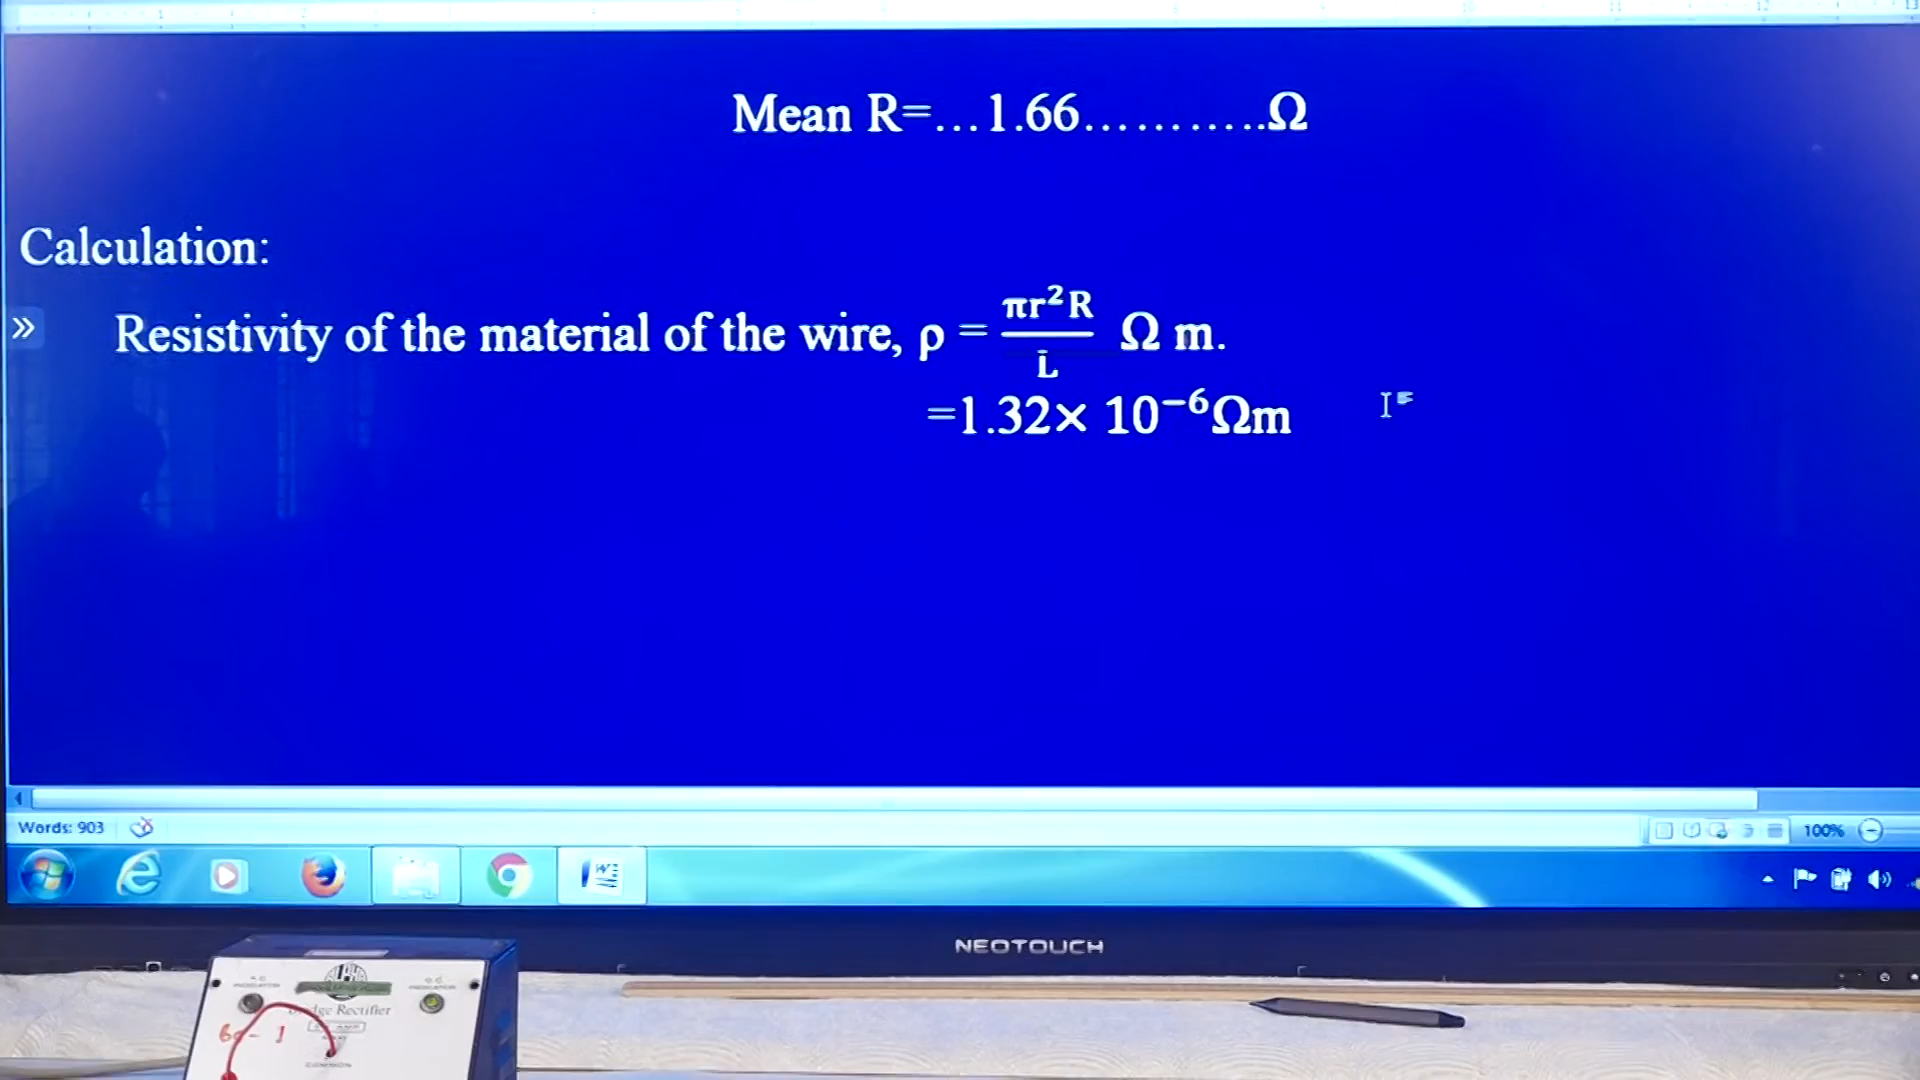 Mean R=...1.66...........Ω
Calculation:
Resistivity of the material of the wire, ρ = πr²R/L Ω m.
=1.32× 10⁻⁶Ωm
Words: 903
100%
NEOTOUCH
Bridge Rectifier
COMMON